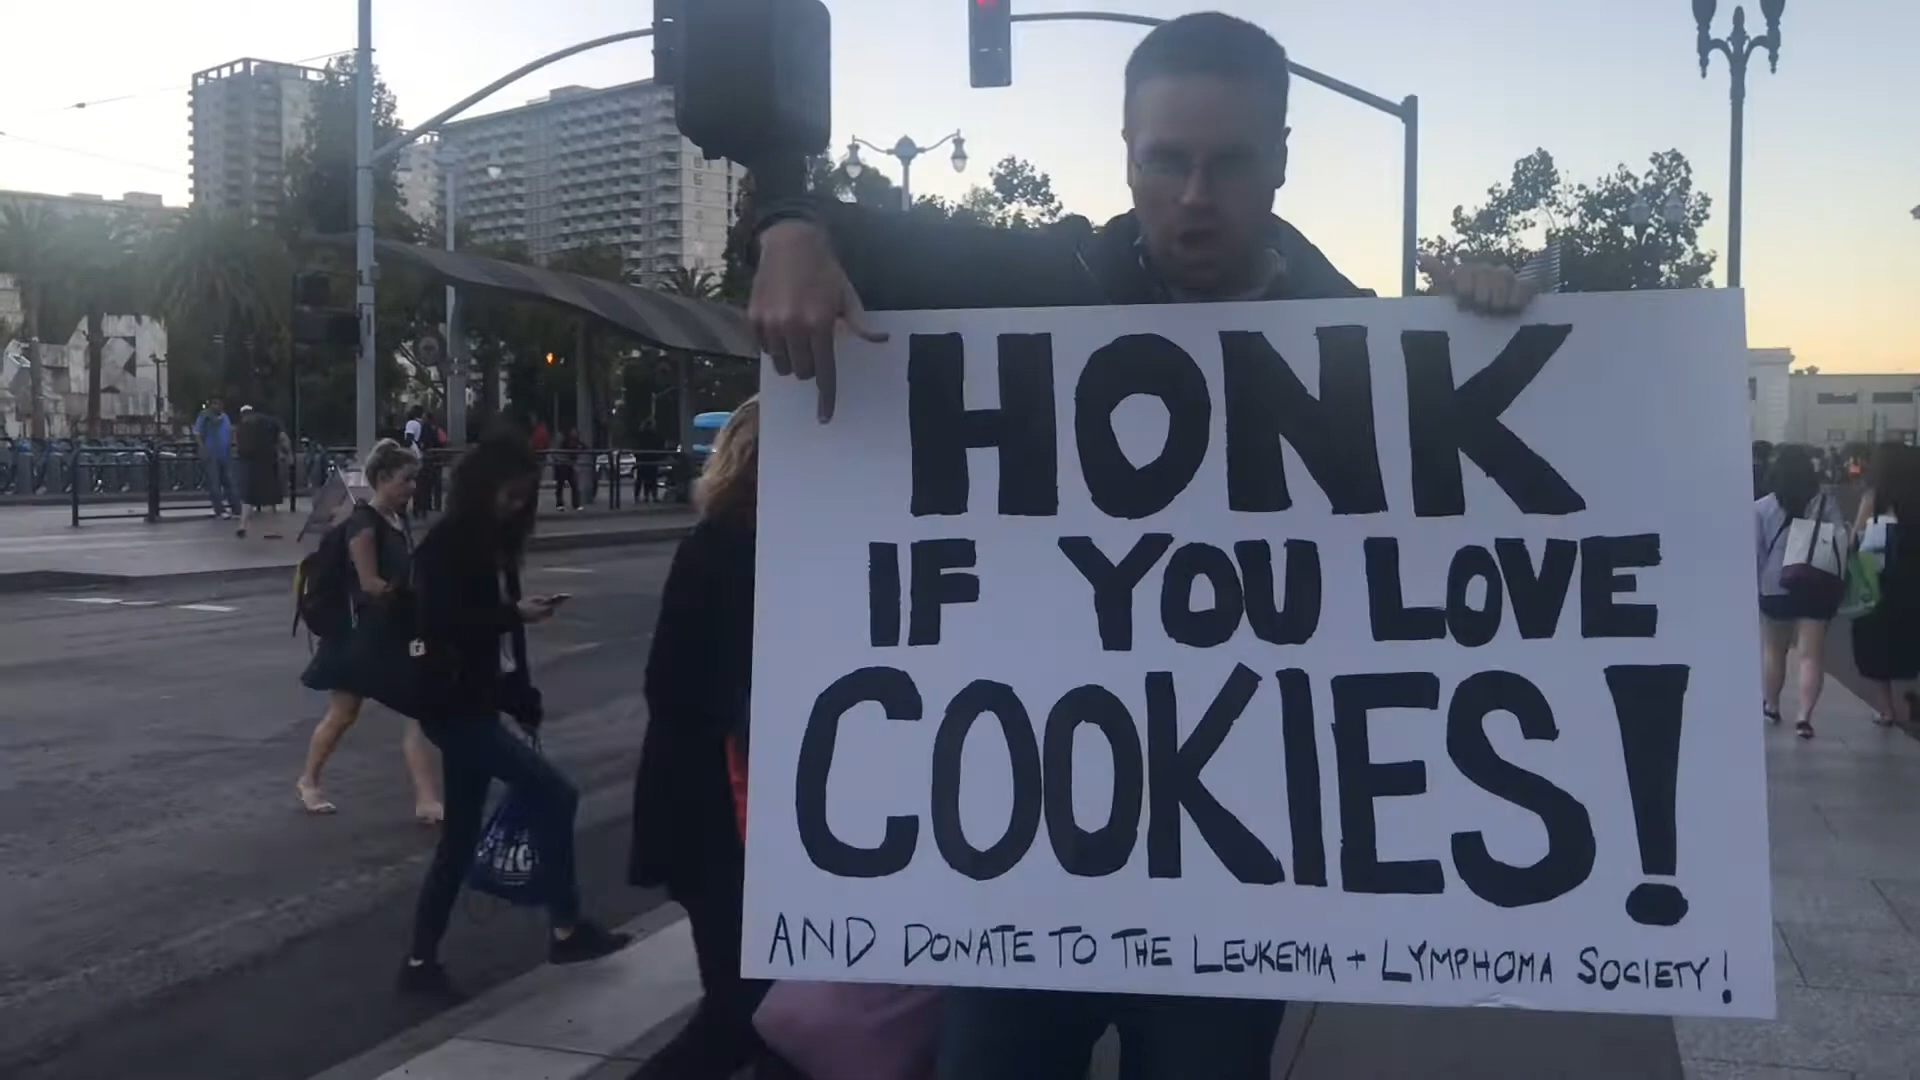 HONK
IF YOU LOVE
COOKIES!
AND DONATE TO THE LEUKEMIA + LYMPHOMA SOCIETY!